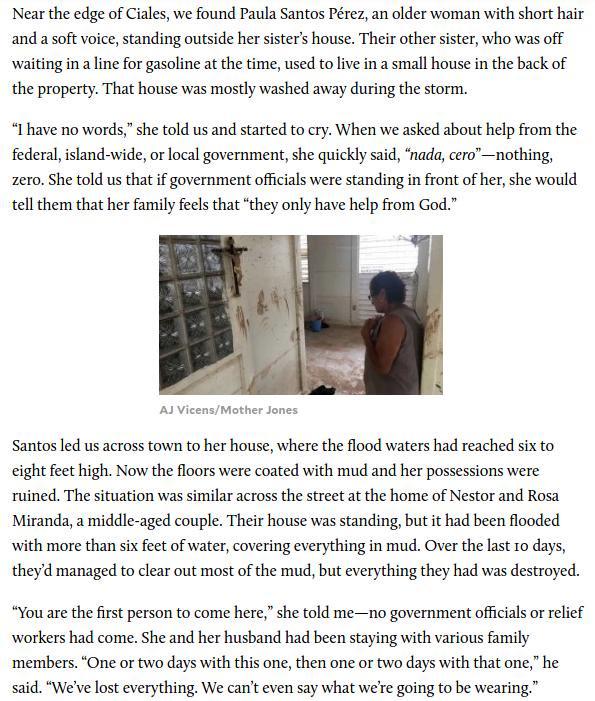 Near the edge of Ciales, we found Paula Santos Pérez, an older woman with short hair
and a soft voice, standing outside her sister’s house. Their other sister, who was off
waiting in a line for gasoline at the time, used to live in a small house in the back of
the property. That house was mostly washed away during the storm.
“I have no words,” she told us and started to cry. When we asked about help from the
federal, island-wide, or local government, she quickly said, “nada, cero”—nothing,
zero. She told us that if government officials were standing in front of her, she would
tell them that her family feels that “they only have help from God.”
AJ Vicens/Mother Jones
Santos led us across town to her house, where the flood waters had reached six to
eight feet high. Now the floors were coated with mud and her possessions were
ruined. The situation was similar across the street at the home of Nestor and Rosa
Miranda, a middle-aged couple. Their house was standing, but it had been flooded
with more than six feet of water, covering everything in mud. Over the last 10 days,
they’d managed to clear out most of the mud, but everything they had was destroyed.
“You are the first person to come here,” she told me—no government officials or relief
workers had come. She and her husband had been staying with various family
members. “One or two days with this one, then one or two days with that one,” he
said. “We’ve lost everything. We can’t even say what we’re going to be wearing.”